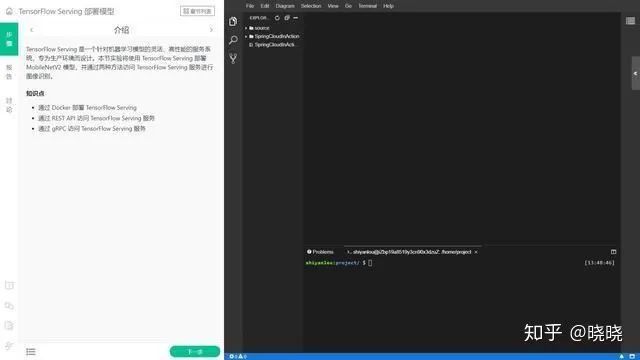 TensorFlow Serving 部署模型
章节列表
步骤
报告
讨论
介绍
TensorFlow Serving 是一个针对机器学习模型的灵活、高性能的服务系
统，专为生产环境而设计。本节实验将使用 TensorFlow Serving 部署
MobileNetV2 模型，并通过两种方法访问 TensorFlow Serving 服务进行
图像识别。
知识点
通过 Docker 部署 TensorFlow Serving
通过 REST API 访问 TensorFlow Serving 服务
通过 gRPC 访问 TensorFlow Serving 服务
下一步
File Edit Diagram Selection View Go Terminal Help
EXPLOR...
source
SpringCloudInAction
SpringCloudInActi...
Problems
/home/project
shiyanlou:project/ $
[13:48:46]
0 0
知乎 @晓晓